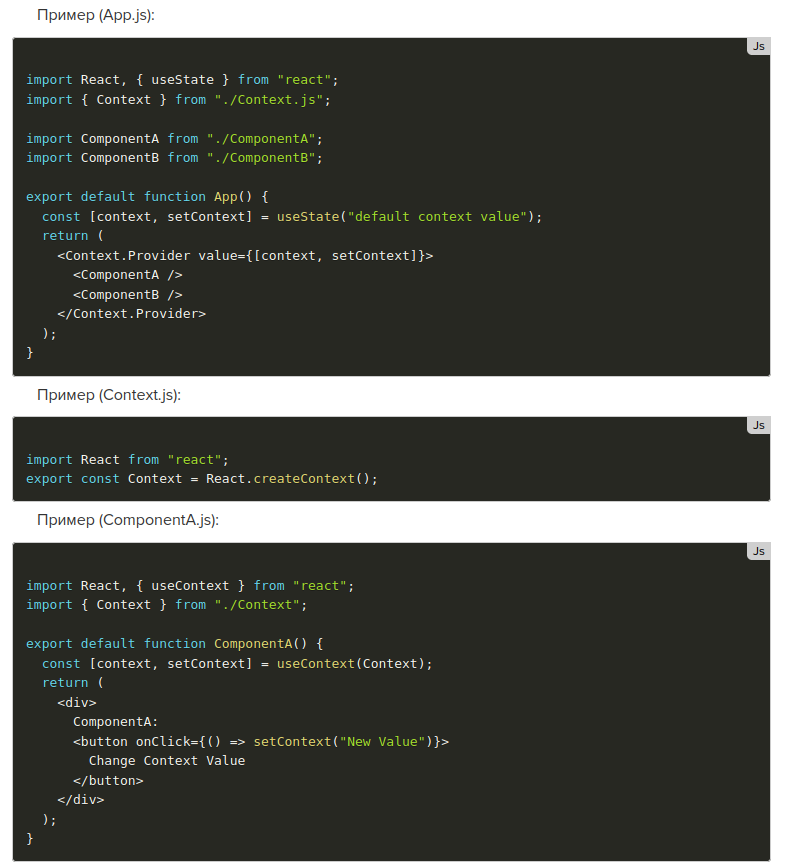 Пример (App.js):
Js
import React, { useState } from "react";
import { Context } from "./Context.js";
import ComponentA from "./ComponentA";
import ComponentB from "./ComponentB";
export default function App() {
  const [context, setContext] = useState("default context value");
  return (
    <Context.Provider value={[context, setContext]}>
      <ComponentA />
      <ComponentB />
    </Context.Provider>
  );
}
Пример (Context.js):
Js
import React from "react";
export const Context = React.createContext();
Пример (ComponentA.js):
Js
import React, { useContext } from "react";
import { Context } from "./Context";
export default function ComponentA() {
  const [context, setContext] = useContext(Context);
  return (
    <div>
      ComponentA:
      <button onClick={() => setContext("New Value")}>
        Change Context Value
      </button>
    </div>
  );
}